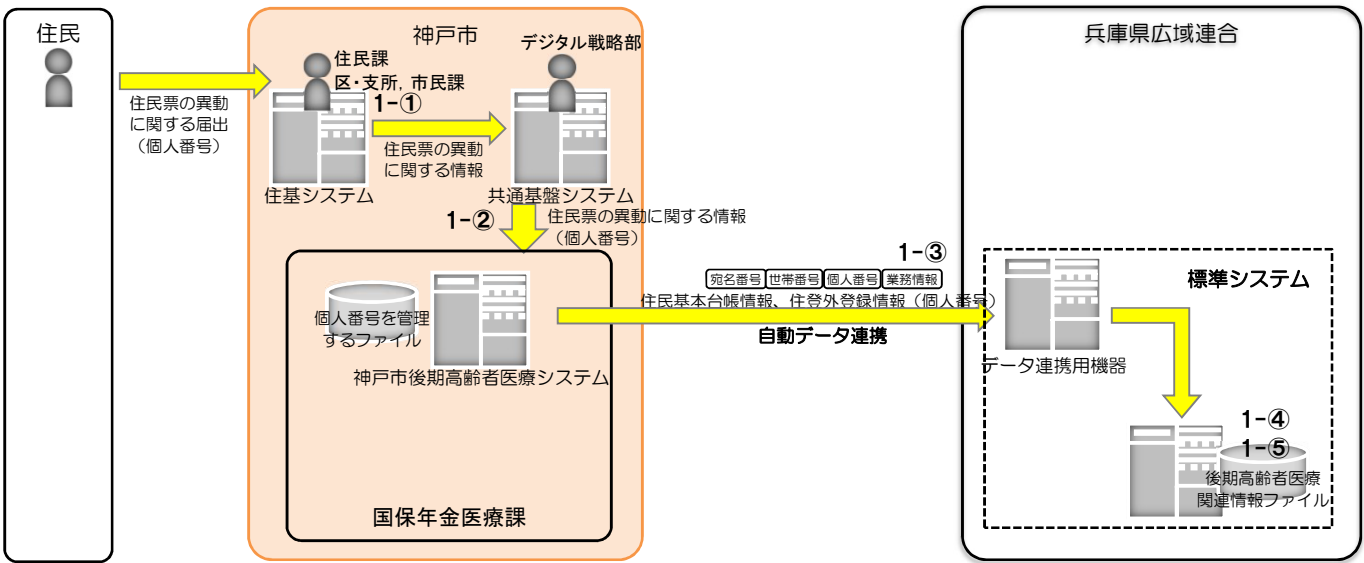 住民
住民票の異動
に関する届出
（個人番号）
神戸市
住民課
区・支所, 市民課
デジタル戦略部
1-①
住民票の異動
に関する情報
住基システム
共通基盤システム
1-②
住民票の異動に関する情報
（個人番号）
個人番号を管理
するファイル
神戸市後期高齢者医療システム
国保年金医療課
1-③
宛名番号 世帯番号 個人番号 業務情報
住民基本台帳情報、住登外登録情報（個人番号）
自動データ連携
兵庫県広域連合
標準システム
データ連携用機器
1-④
1-⑤
後期高齢者医療
関連情報ファイル